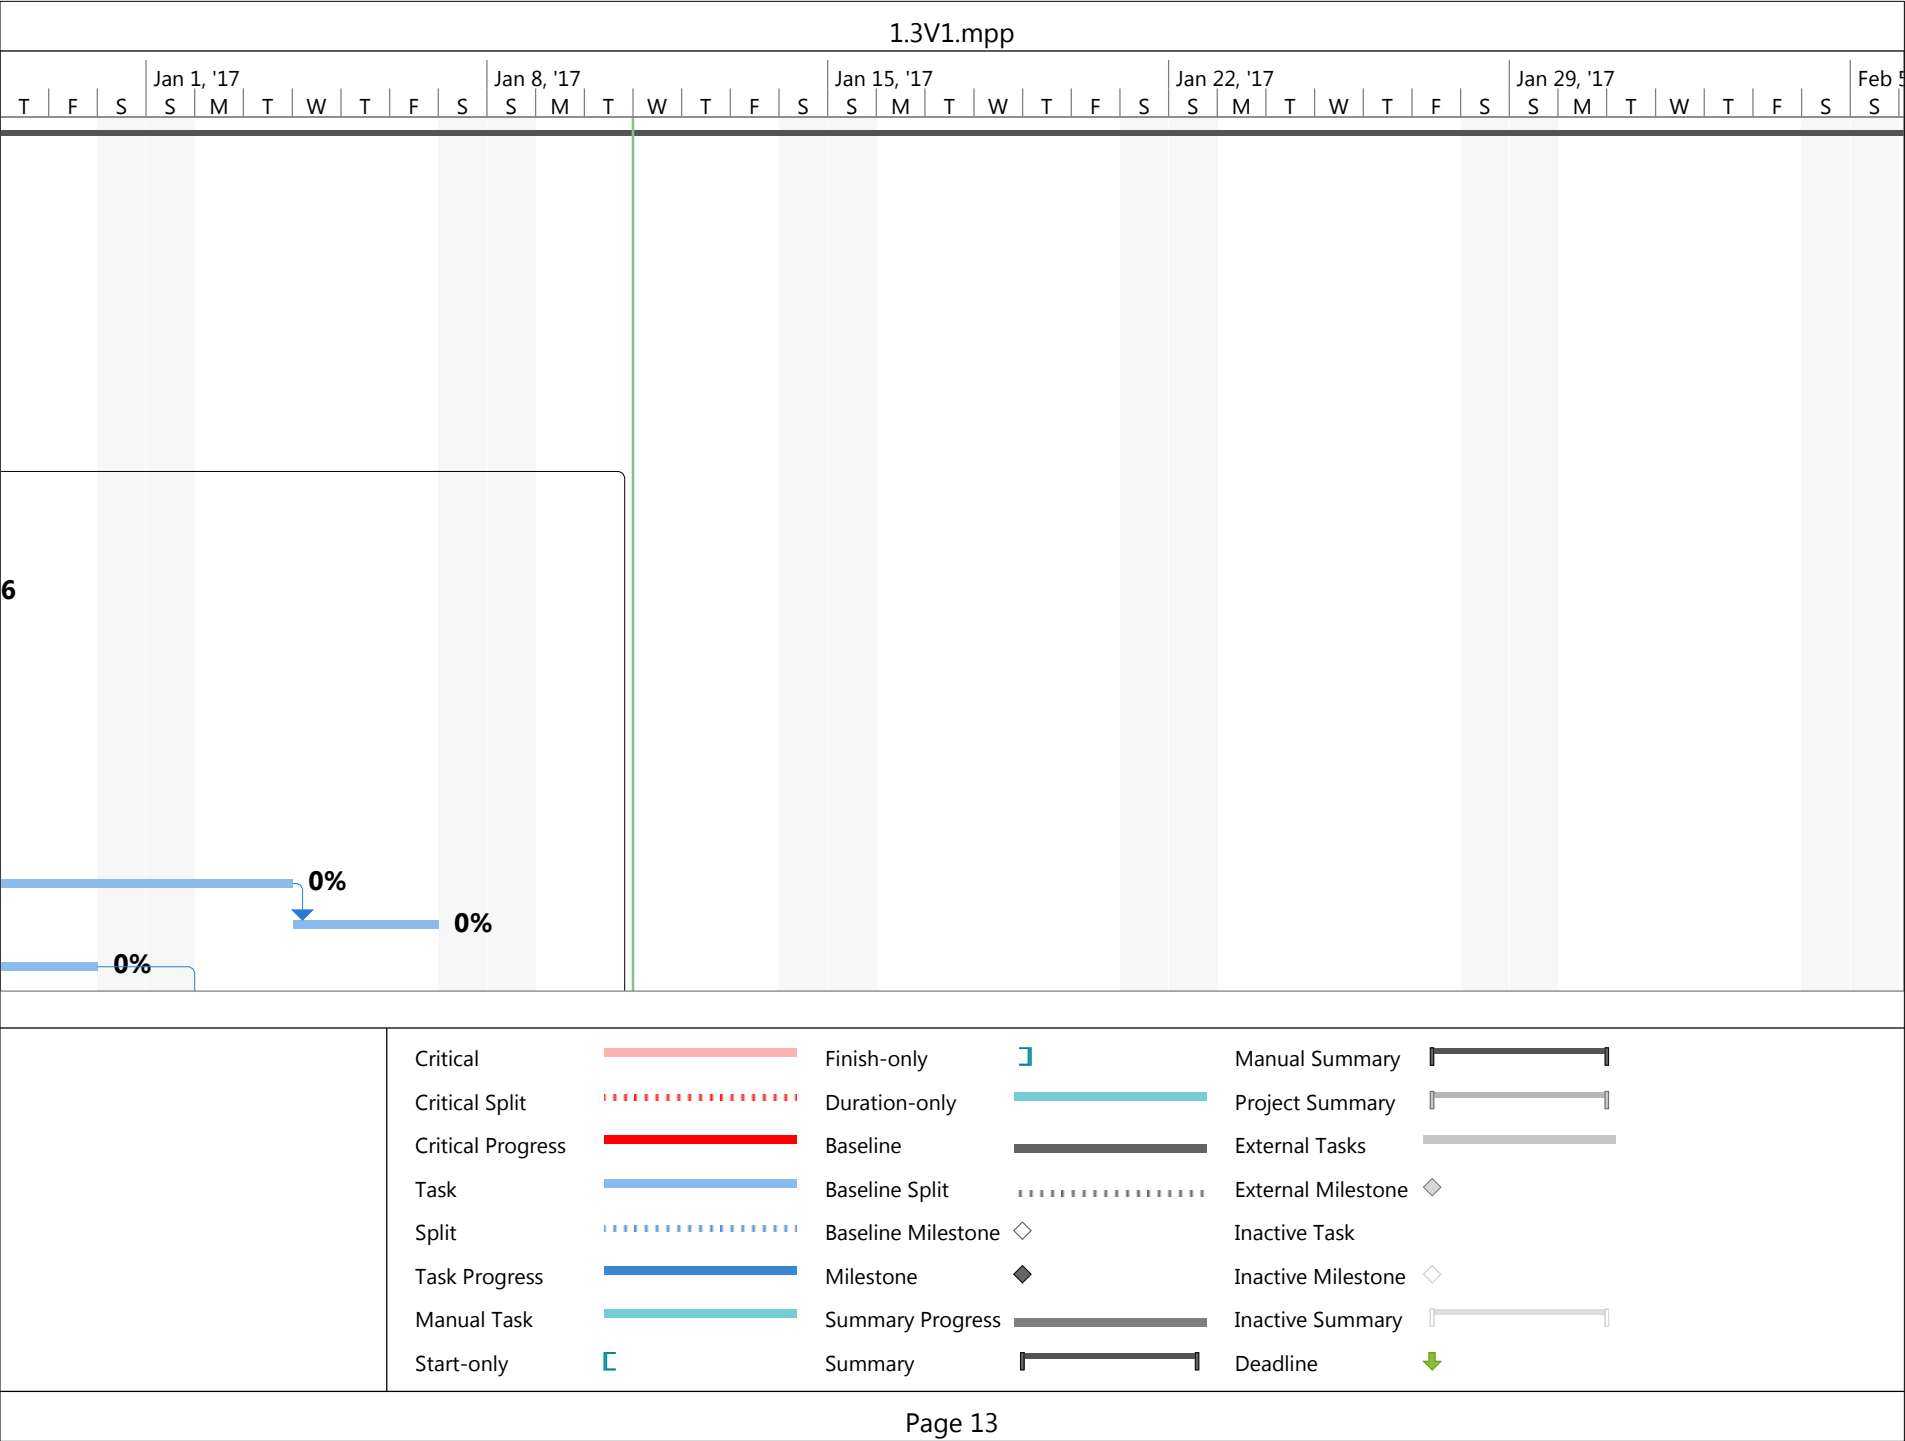 1.3V1.mpp
Jan 1, '17 Jan 8, '17 Jan 15, '17 Jan 22, '17 Jan 29, '17 Feb 5
T F S S M T W T F S S M T W T F S S M T W T F S S M T W T F S S M T W T F S S
6
0%
0%
0%
Critical Finish-only Manual Summary
Critical Split Duration-only Project Summary
Critical Progress Baseline External Tasks
Task Baseline Split External Milestone
Split Baseline Milestone Inactive Task
Task Progress Milestone Inactive Milestone
Manual Task Summary Progress Inactive Summary
Start-only Summary Deadline
Page 13